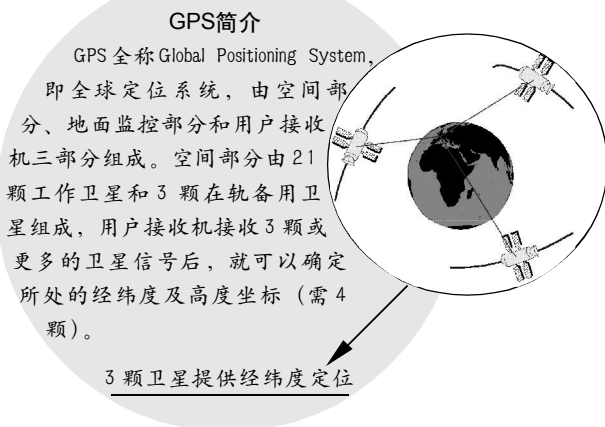 GPS简介
GPS全称Global Positioning System,
即全球定位系统，由空间部
分、地面监控部分和用户接收
机三部分组成。空间部分由21
颗工作卫星和3 颗在轨备用卫
星组成，用户接收机接收3颗或
更多的卫星信号后，就可以确定
所处的经纬度及高度坐标（需4
颗）。
3颗卫星提供经纬度定位